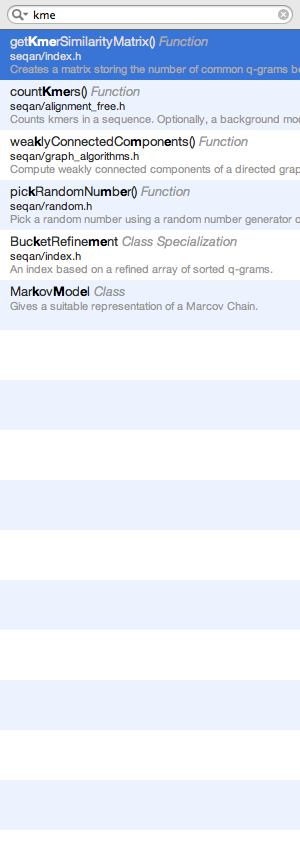 kme
getKmerSimilarityMatrix() Function
seqan/index.h
Creates a matrix storing the number of common q-grams be
countKmers() Function
seqan/alignment_free.h
Counts kmers in a sequence. Optionally, a background mod
weaklyConnectedComponents() Function
seqan/graph_algorithms.h
Compute weakly connected components of a directed grap
pickRandomNumber() Function
seqan/random.h
Pick a random number using a random number generator o
BucketRefinement Class Specialization
seqan/index.h
An index based on a refined array of sorted q-grams.
MarkovModel Class
Gives a suitable representation of a Marcov Chain.